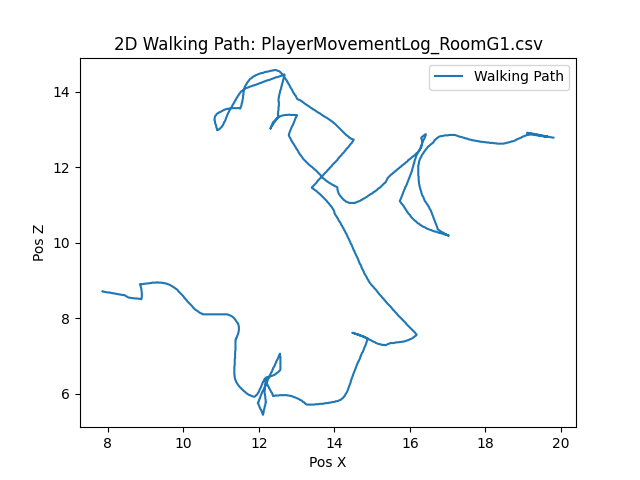 2D Walking Path: PlayerMovementLog_RoomG1.csv
Walking Path
14
12
10
8
6
Pos Z
8 10 12 14 16 18 20
Pos X